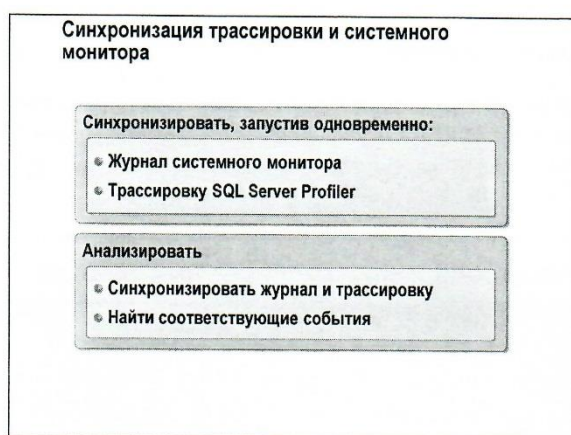 Синхронизация трассировки и системного
монитора
Синхронизировать, запустив одновременно:
Журнал системного монитора
Трассировку SQL Server Profiler
Анализировать
Синхронизировать журнал и трассировку
Найти соответствующие события